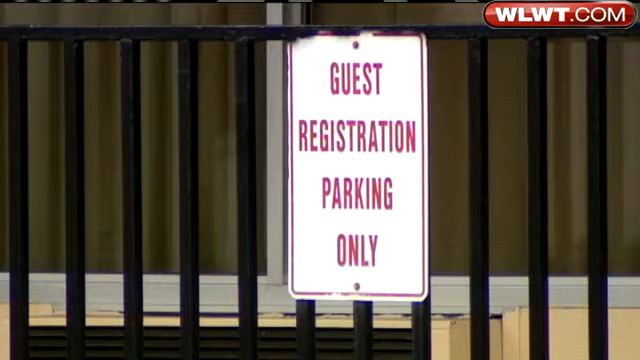 WLWT.COM
GUEST
REGISTRATION
PARKING
ONLY